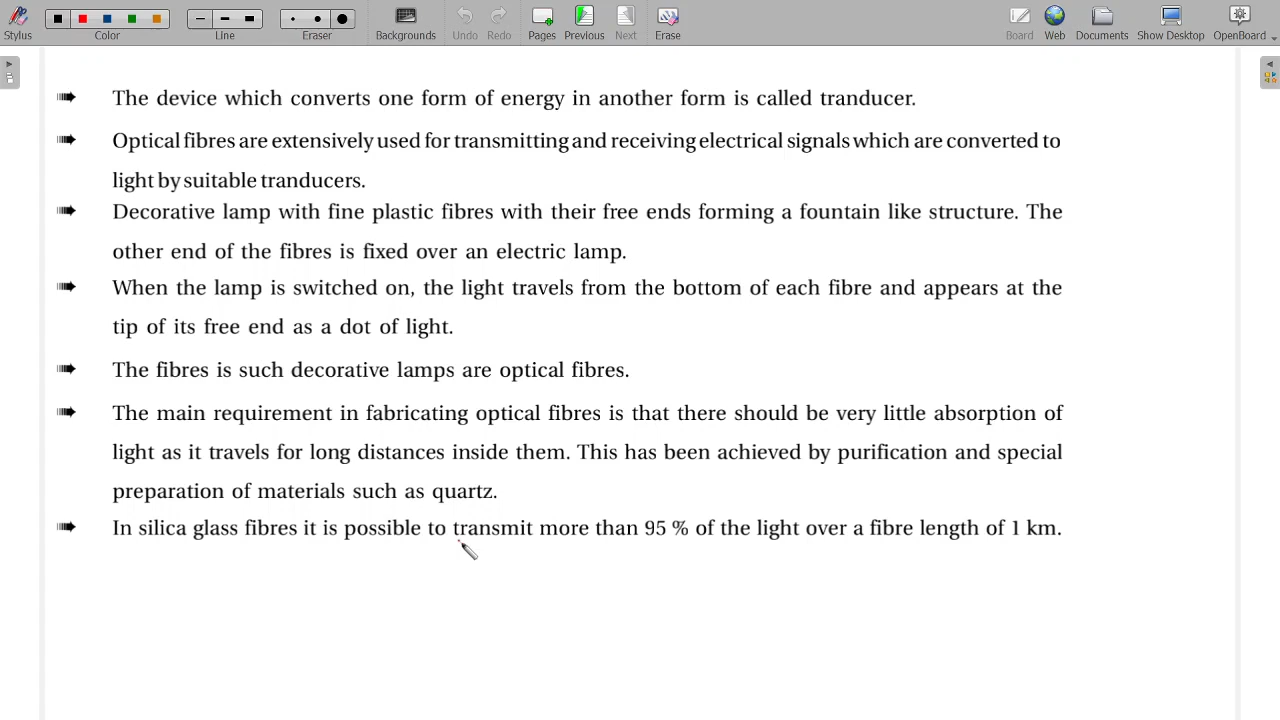 Stylus
Color
Line
Eraser
Backgrounds
Undo
Redo
Pages
Previous
Next
Erase
Board
Web
Documents
Show Desktop
OpenBoard
The device which converts one form of energy in another form is called tranducer.
Optical fibres are extensively used for transmitting and receiving electrical signals which are converted to
light by suitable tranducers.
Decorative lamp with fine plastic fibres with their free ends forming a fountain like structure. The
other end of the fibres is fixed over an electric lamp.
When the lamp is switched on, the light travels from the bottom of each fibre and appears at the
tip of its free end as a dot of light.
The fibres is such decorative lamps are optical fibres.
The main requirement in fabricating optical fibres is that there should be very little absorption of
light as it travels for long distances inside them. This has been achieved by purification and special
preparation of materials such as quartz.
In silica glass fibres it is possible to transmit more than 95 % of the light over a fibre length of 1 km.